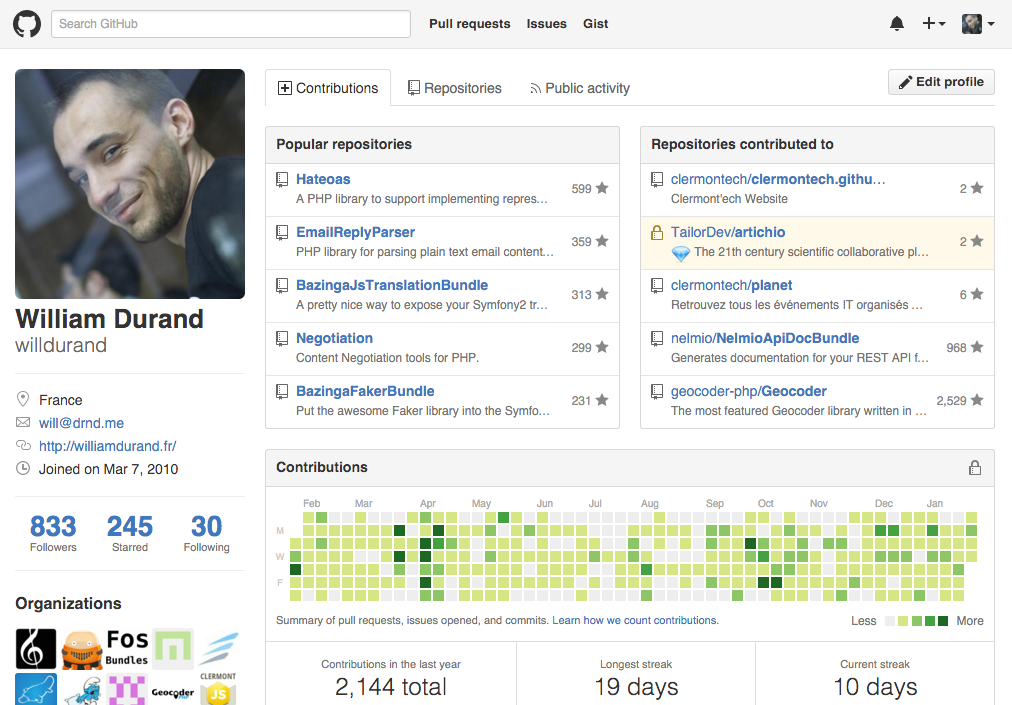 Search GitHub
Pull requests
Issues
Gist
Contributions
Repositories
Public activity
Edit profile
William Durand
willdurand
France
will@drnd.me
http://williamdurand.fr/
Joined on Mar 7, 2010
833 245 30
Followers Starred Following
Organizations
Fos
Bundles
Geocoder
CLERMONT
JS
Popular repositories
Hateoas
A PHP library to support implementing repres…
599
EmailReplyParser
PHP library for parsing plain text email content…
359
BazingaJsTranslationBundle
A pretty nice way to expose your Symfony2 tr…
313
Negotiation
Content Negotiation tools for PHP.
299
BazingaFakerBundle
Put the awesome Faker library into the Symfo…
231
Repositories contributed to
clermontech/clermontech.githu…
Clermont'ech Website
2
TailorDev/artichio
The 21th century scientific collaborative pl…
2
clermontech/planet
Retrouvez tous les événements IT organisés …
6
nelmio/NelmioApiDocBundle
Generates documentation for your REST API f…
968
geocoder-php/Geocoder
The most featured Geocoder library written in …
2,529
Contributions
Feb Mar Apr May Jun Jul Aug Sep Oct Nov Dec Jan
M
W
F
Summary of pull requests, issues opened, and commits. Learn how we count contributions.
Less More
Contributions in the last year
2,144 total
Longest streak
19 days
Current streak
10 days